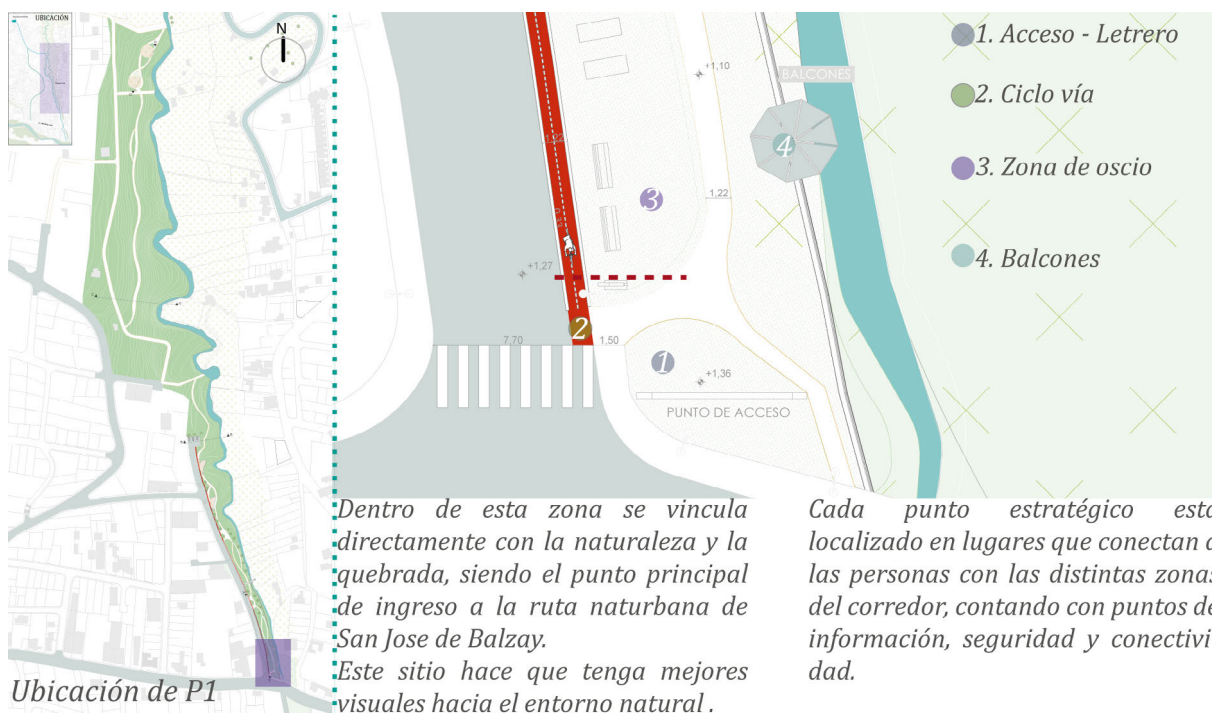 UBICACIÓN
N
Ubicación de P1
+1,10
BALCONES
1,22
4
3
1,22
+1,27
2
7,70
1,50
1
+1,36
PUNTO DE ACCESO
1. Acceso - Letrero
2. Ciclo vía
3. Zona de oscio
4. Balcones
Dentro de esta zona se vincula
directamente con la naturaleza y la
quebrada, siendo el punto principal
de ingreso a la ruta naturbana de
San Jose de Balzay.
Este sitio hace que tenga mejores
visuales hacia el entorno natural .
Cada punto estratégico esta
localizado en lugares que conectan a
las personas con las distintas zonas
del corredor, contando con puntos de
información, seguridad y conectivi
dad.